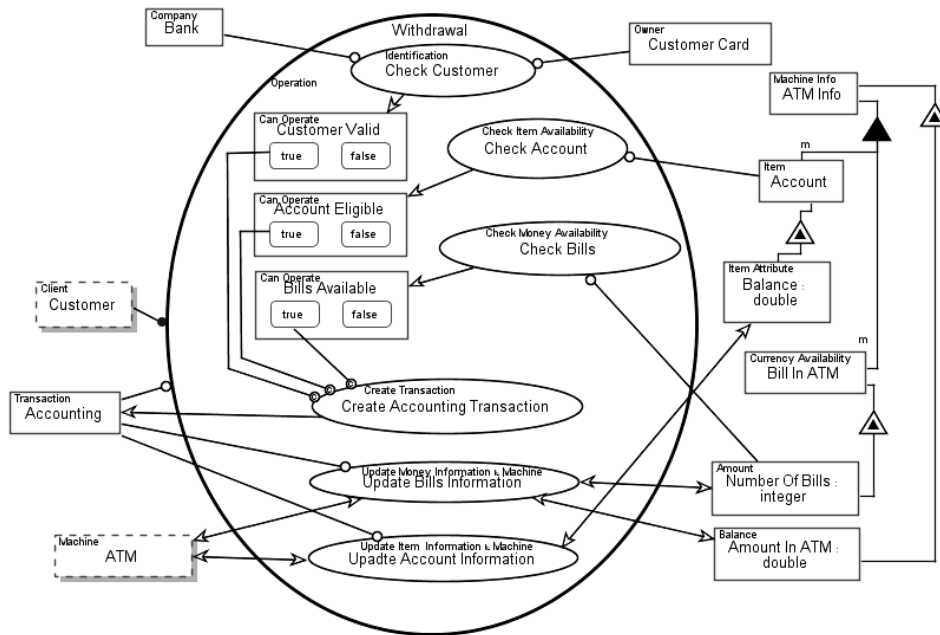 Company
Bank
Withdrawal
Owner
Customer Card
Identification
Check Customer
Operation
Machine Info
ATM Info
Can Operate
Customer Valid
true false
Check Item Availability
Check Account
m
Item
Account
Can Operate
Account Eligible
true false
Check Money Availability
Check Bills
Can Operate
Bills Available
true false
Item Attribute
Balance :
double
Client
Customer
m
Currency Availability
Bill In ATM
Transaction
Accounting
Create Transaction
Create Accounting Transaction
Update Money Information & Machine
Update Bills Information
Amount
Number Of Bills :
integer
Machine
ATM
Update Item Information & Machine
Upadte Account Information
Balance
Amount In ATM :
double